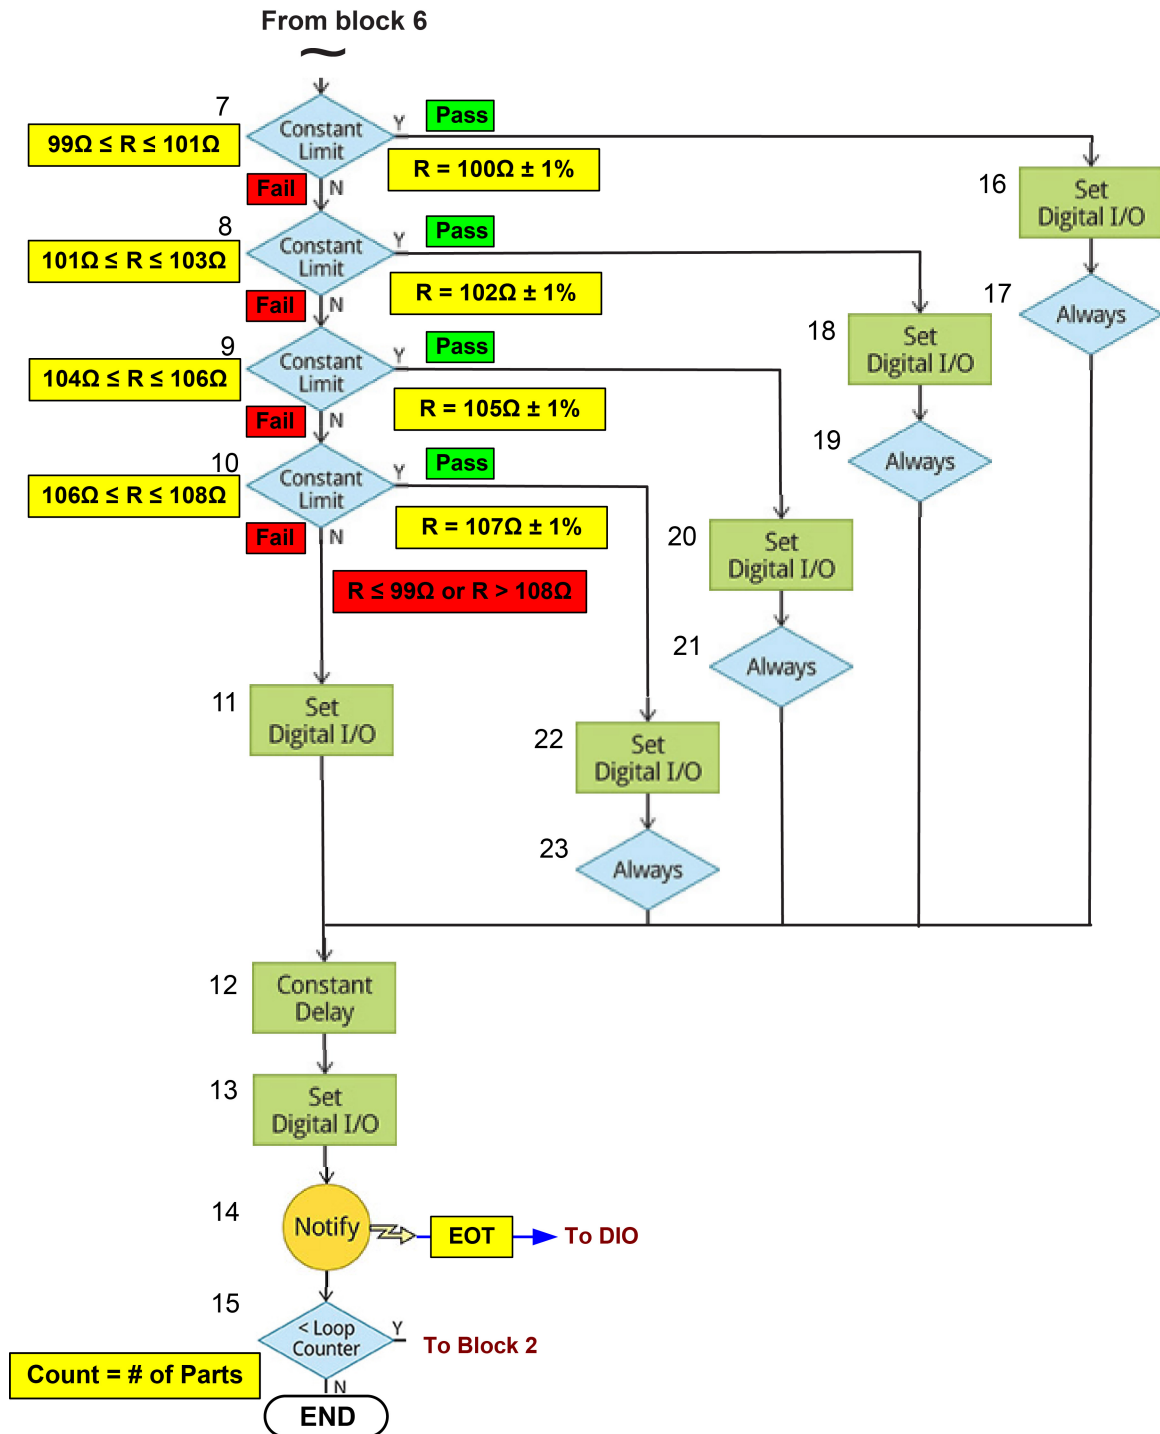 From block 6
~
7
Constant
Limit
Y
Pass
99Ω ≤ R ≤ 101Ω
R = 100Ω ± 1%
Fail
N
16
Set
Digital I/O
8
Constant
Limit
Y
Pass
101Ω ≤ R ≤ 103Ω
R = 102Ω ± 1%
Fail
N
17
Always
18
Set
Digital I/O
9
Constant
Limit
Y
Pass
104Ω ≤ R ≤ 106Ω
R = 105Ω ± 1%
Fail
N
19
Always
10
Constant
Limit
Y
Pass
106Ω ≤ R ≤ 108Ω
R = 107Ω ± 1%
Fail
N
20
Set
Digital I/O
R ≤ 99Ω or R > 108Ω
21
Always
11
Set
Digital I/O
22
Set
Digital I/O
23
Always
12
Constant
Delay
13
Set
Digital I/O
14
Notify
EOT
To DIO
15
< Loop
Counter
Y
To Block 2
Count = # of Parts
N
END